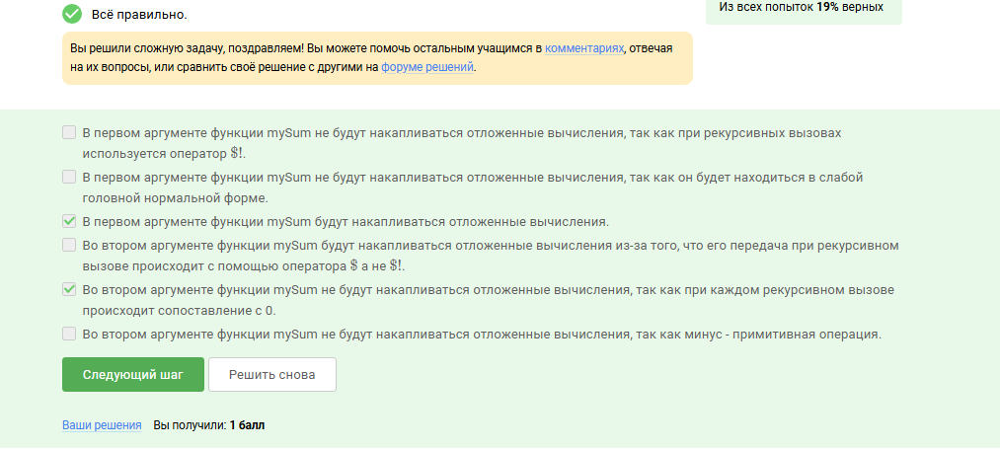 Всё правильно.
Из всех попыток 19% верных
Вы решили сложную задачу, поздравляем! Вы можете помочь остальным учащимся в комментариях, отвечая
на их вопросы, или сравнить своё решение с другими на форуме решений.
В первом аргументе функции mySum не будут накапливаться отложенные вычисления, так как при рекурсивных вызовах
используется оператор $!.
В первом аргументе функции mySum не будут накапливаться отложенные вычисления, так как он будет находиться в слабой
головной нормальной форме.
В первом аргументе функции mySum будут накапливаться отложенные вычисления.
Во втором аргументе функции mySum будут накапливаться отложенные вычисления из-за того, что его передача при рекурсивном
вызове происходит с помощью оператора $ а не $!.
Во втором аргументе функции mySum не будут накапливаться отложенные вычисления, так как при каждом рекурсивном вызове
происходит сопоставление с 0.
Во втором аргументе функции mySum не будут накапливаться отложенные вычисления, так как минус - примитивная операция.
Следующий шаг Решить снова
Ваши решения Вы получили: 1 балл